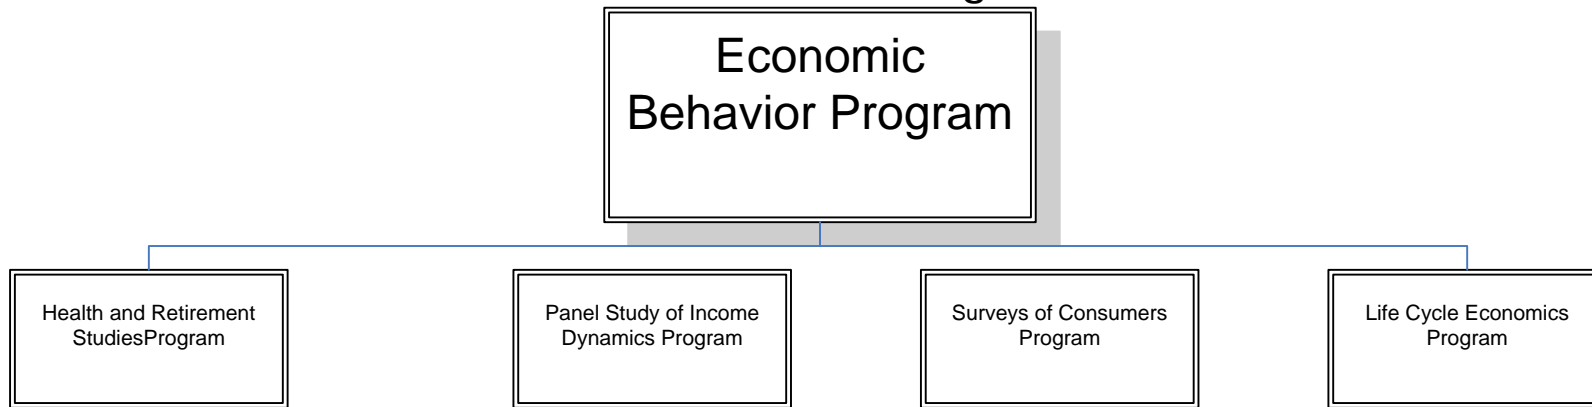 Economic
Behavior Program
Health and Retirement
StudiesProgram
Panel Study of Income
Dynamics Program
Surveys of Consumers
Program
Life Cycle Economics
Program